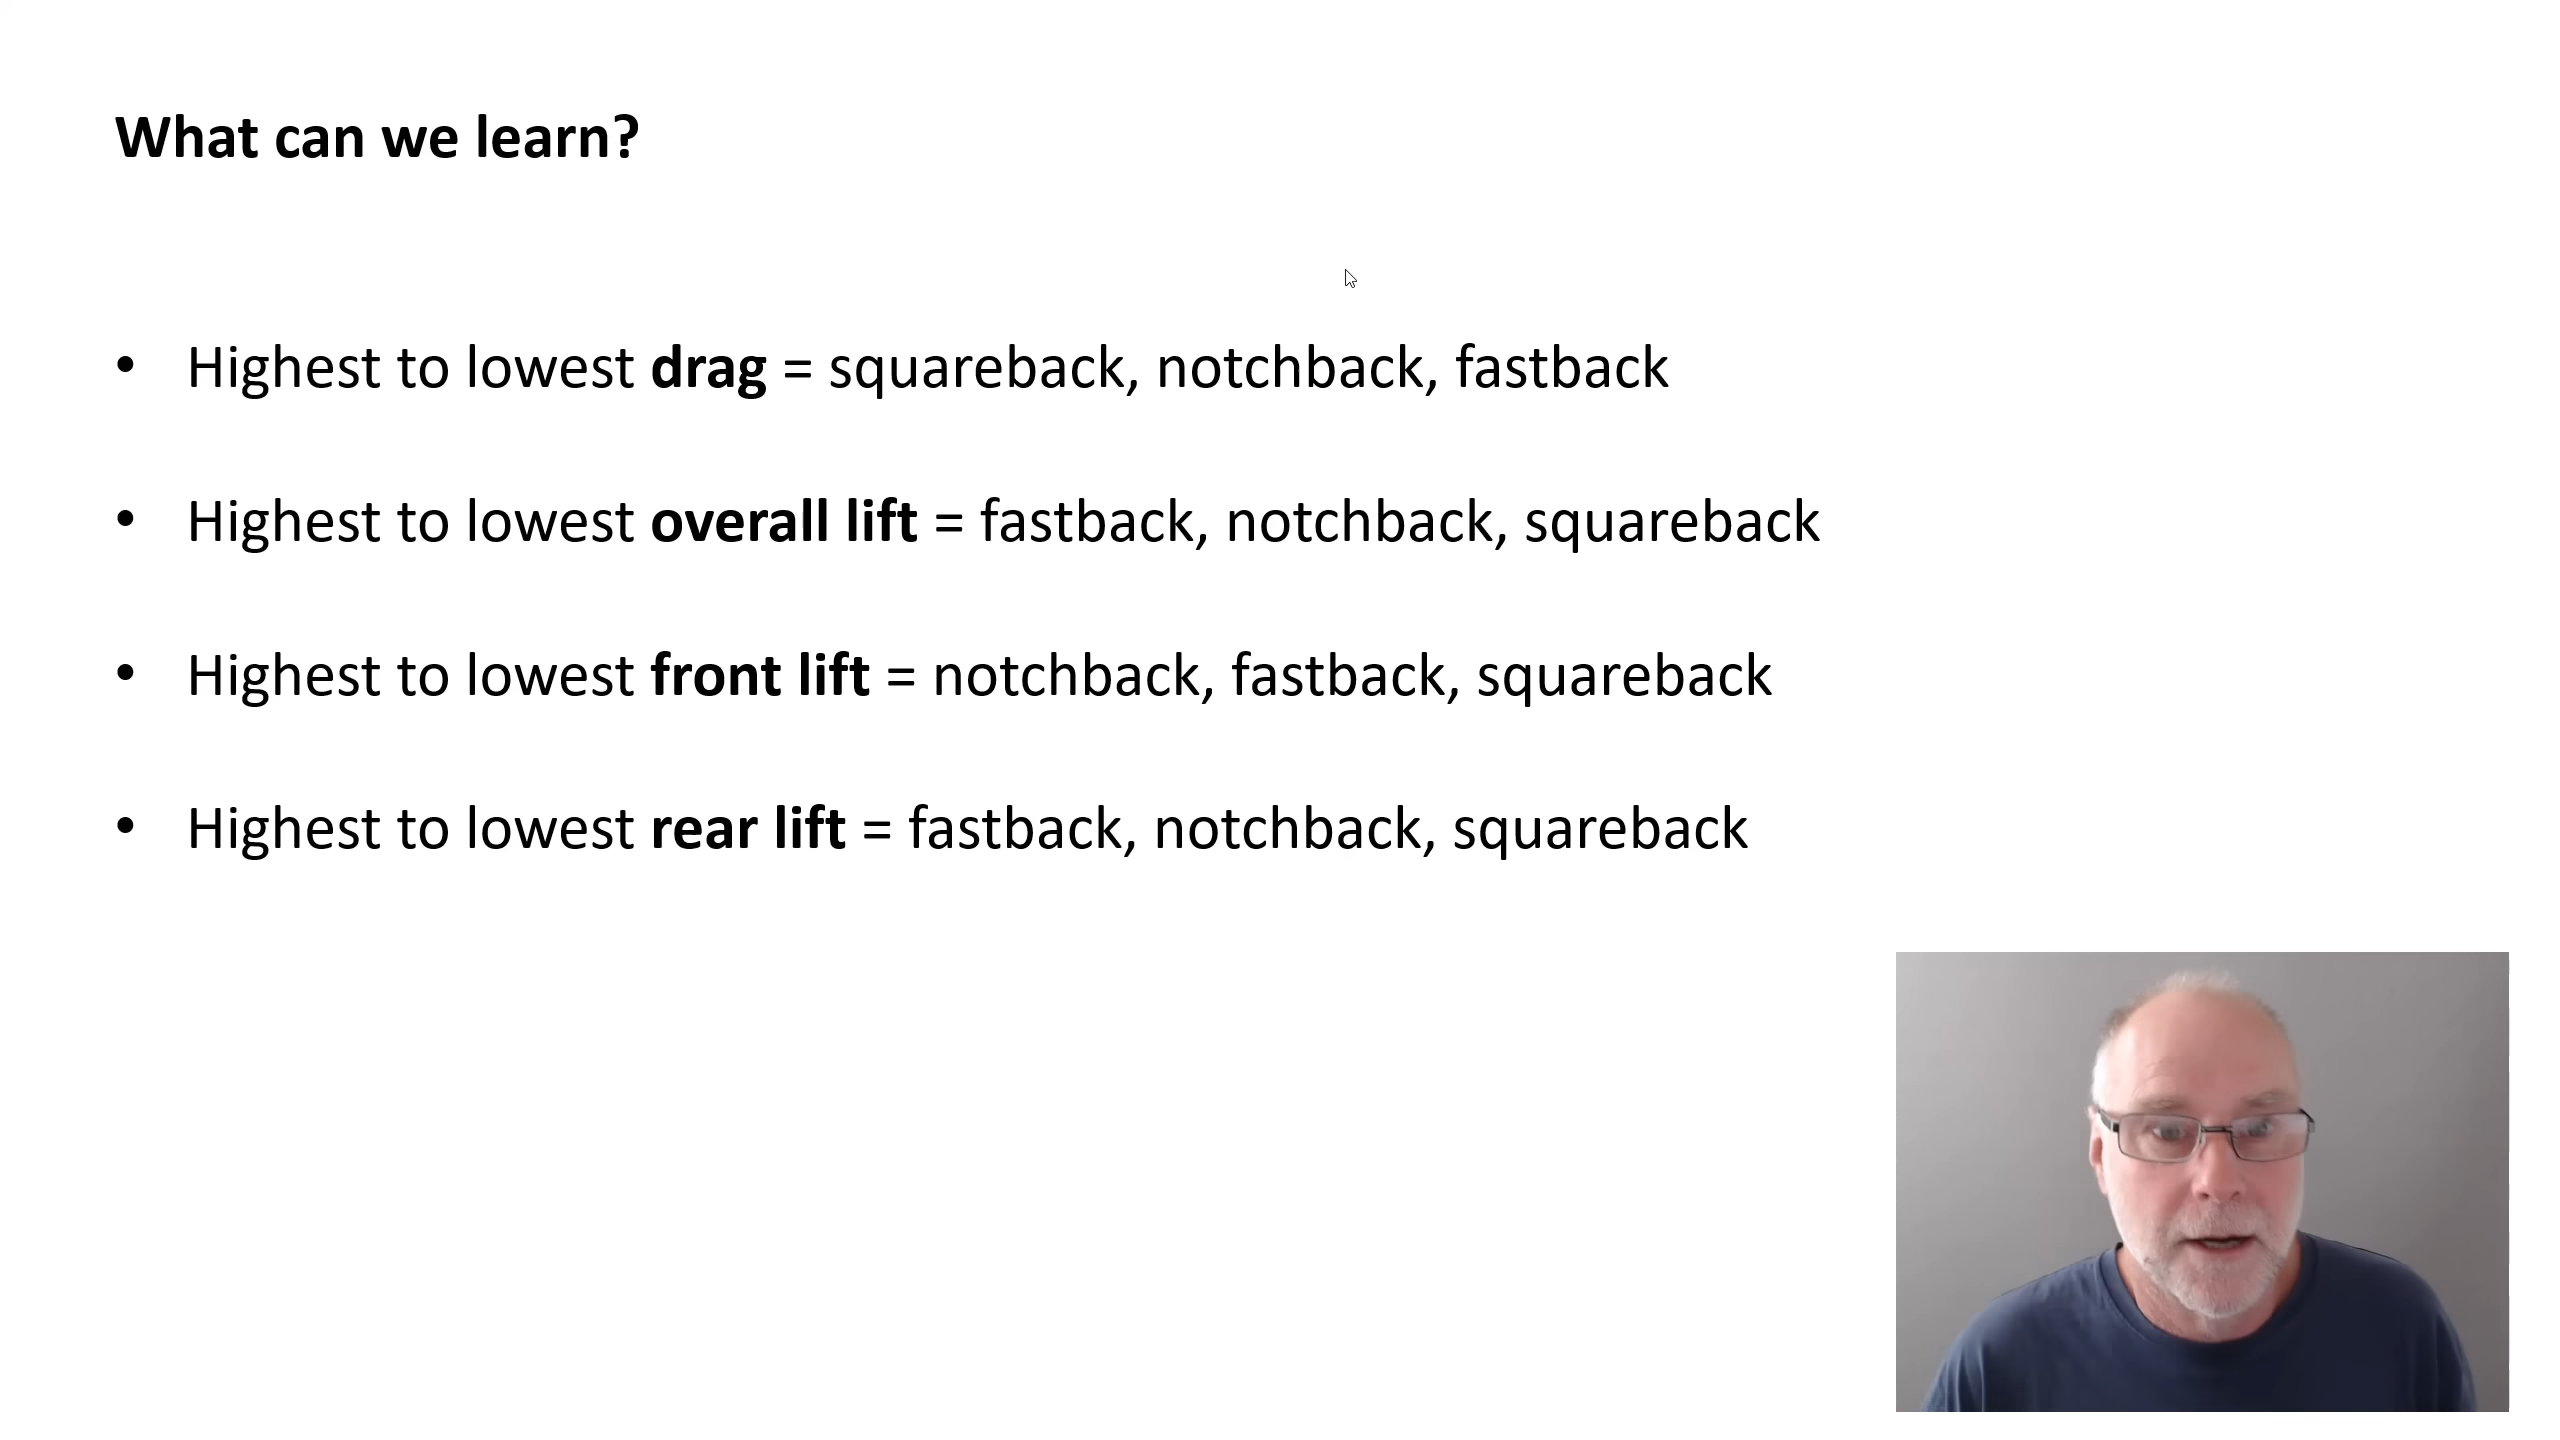 What can we learn?
• Highest to lowest drag = squareback, notchback, fastback
• Highest to lowest overall lift = fastback, notchback, squareback
• Highest to lowest front lift = notchback, fastback, squareback
• Highest to lowest rear lift = fastback, notchback, squareback